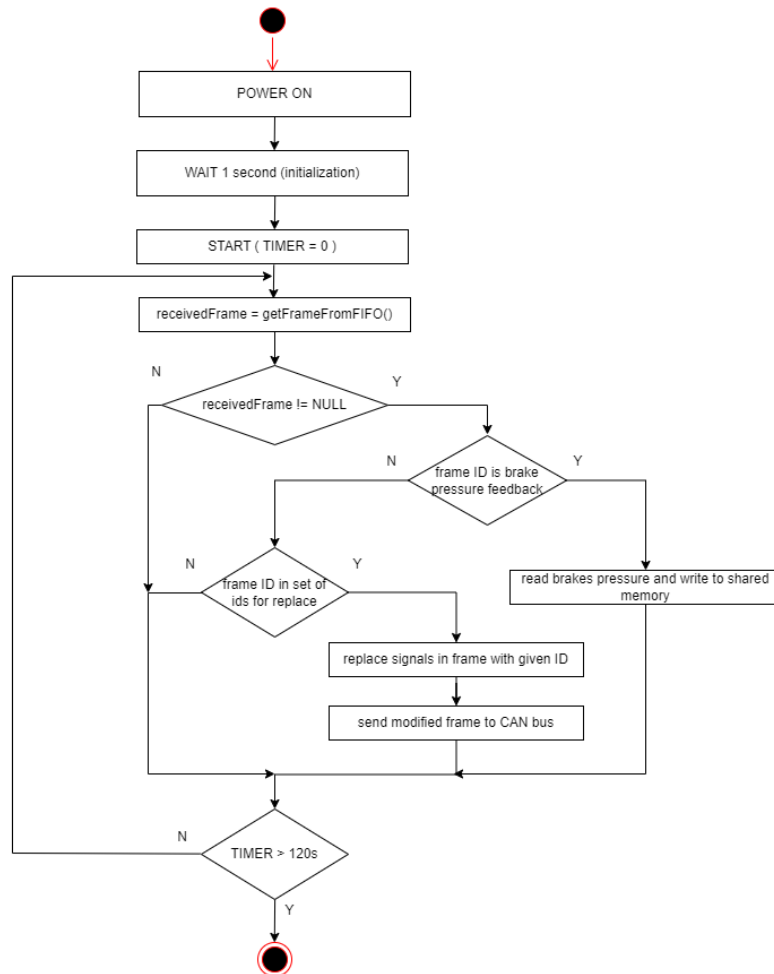 POWER ON
WAIT 1 second (initialization)
START ( TIMER = 0 )
receivedFrame = getFrameFromFIFO()
N
Y
receivedFrame != NULL
N
Y
frame ID is brake
pressure feedback
N
Y
frame ID in set of
ids for replace
read brakes pressure and write to shared
memory
replace signals in frame with given ID
send modified frame to CAN bus
N
TIMER > 120s
Y